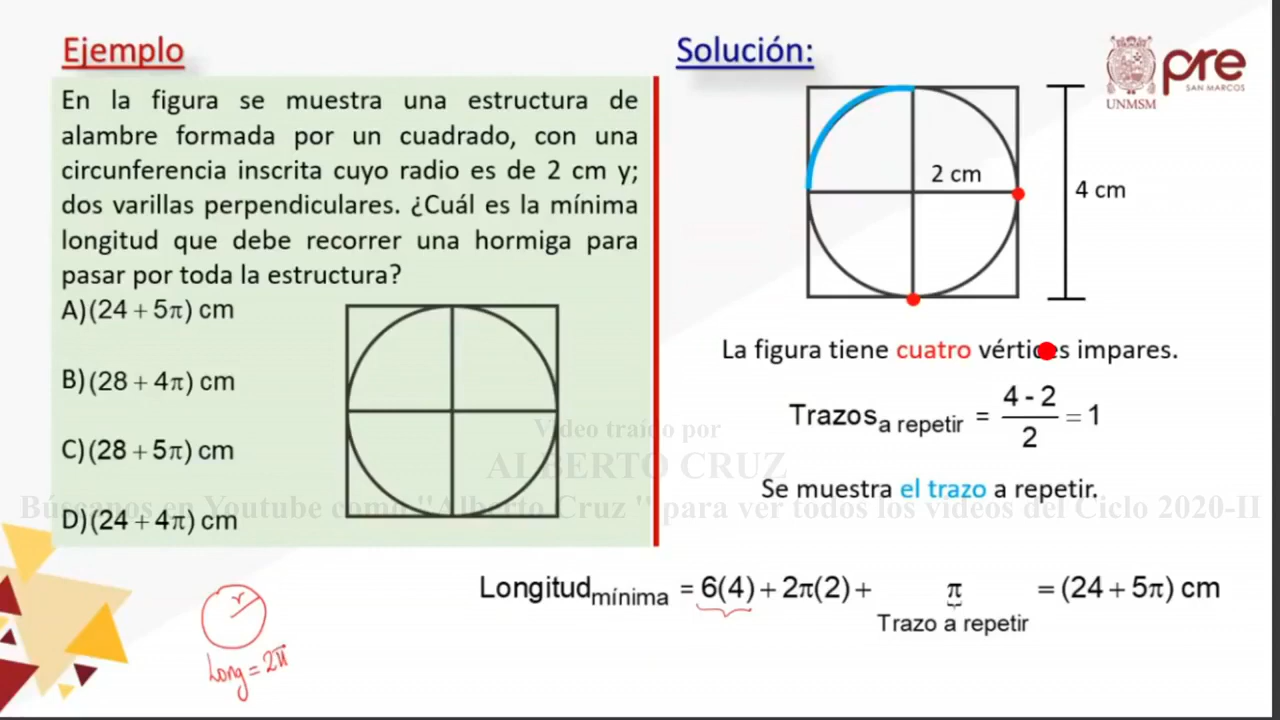 Ejemplo
En la figura se muestra una estructura de
alambre formada por un cuadrado, con una
circunferencia inscrita cuyo radio es de 2 cm y;
dos varillas perpendiculares. ¿Cuál es la mínima
longitud que debe recorrer una hormiga para
pasar por toda la estructura?
A)(24 + 5π) cm
B)(28 + 4π) cm
C)(28 + 5π) cm
D)(24 + 4π) cm
Solución:
UNMSM
pre
SAN MARCOS
2 cm
4 cm
La figura tiene cuatro vértices impares.
Trazos a repetir = (4 - 2)/2 = 1
Se muestra el trazo a repetir.
Video traído por
ALBERTO CRUZ
Búscanos en Youtube como "Alberto Cruz " para ver todos los videos del Ciclo 2020-II
Longitud mínima = 6(4) + 2π(2) + π = (24 + 5π) cm
Trazo a repetir
r
Long = 2π